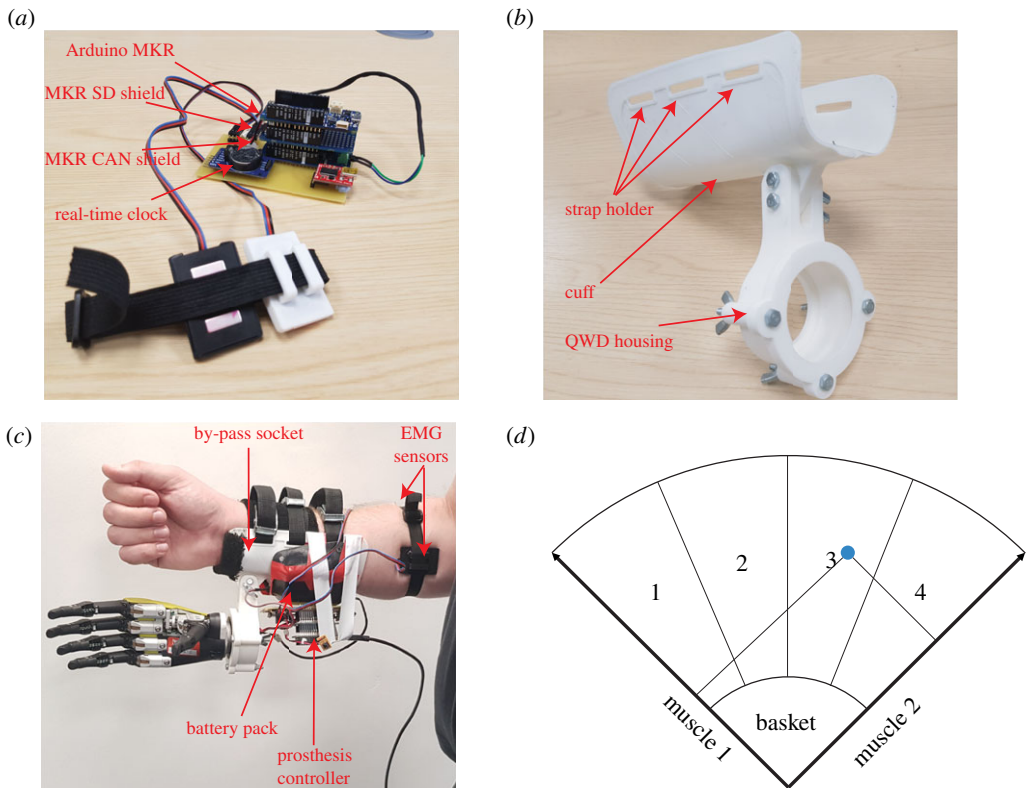 (a)
Arduino MKR
MKR SD shield
MKR CAN shield
real-time clock
(b)
strap holder
cuff
QWD housing
(c)
by-pass socket
EMG
sensors
battery pack
prosthesis
controller
(d)
1
2
3
4
basket
muscle 1
muscle 2